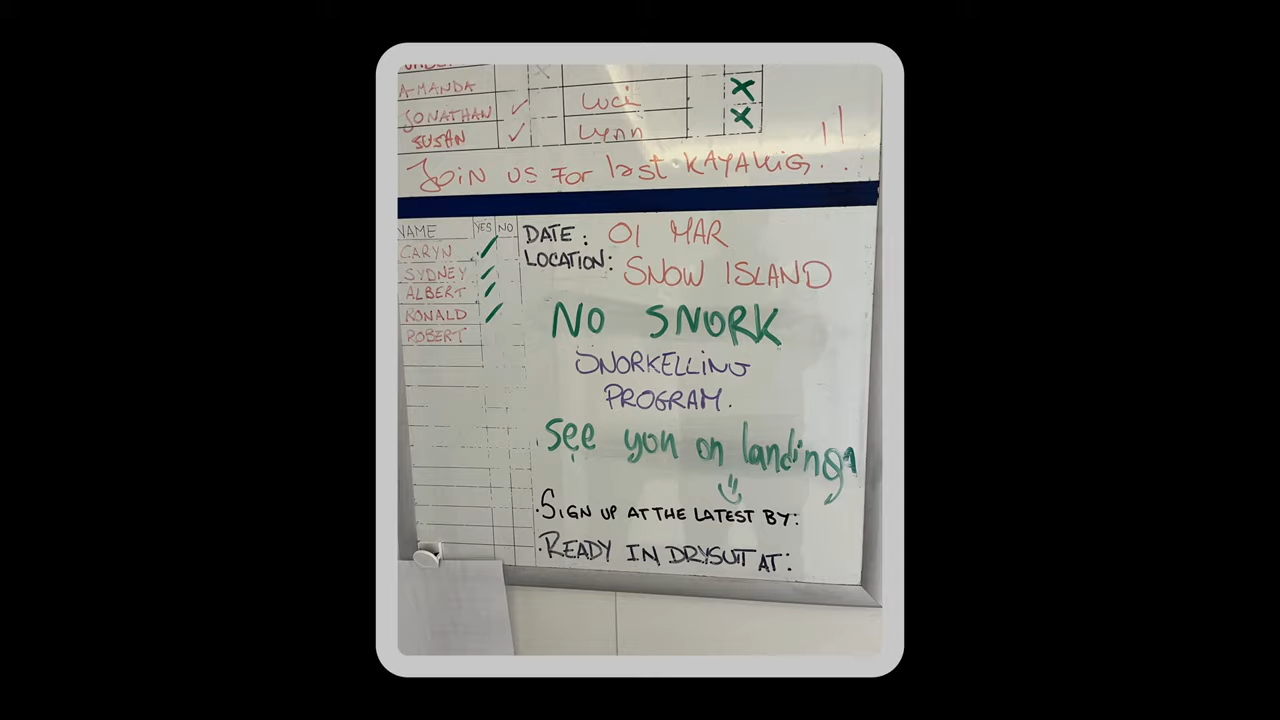 AMANDA
JONATHAN ✓ Luci X
SUSAN ✓ Lynn X
JOIN US FOR last KAYAKIG..!!
NAME YES NO
CARYN ✓
SYDNEY ✓
ALBERT ✓
RONALD ✓
ROBERT
DATE: 01 MAR
LOCATION: SNOW ISLAND
NO SNORK
SNORKELLING
PROGRAM.
See you on landing
.SIGN UP AT THE LATEST BY:
.READY IN DRYSUIT AT: